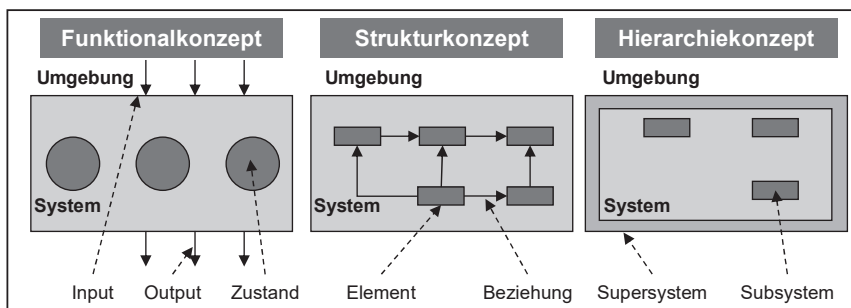 Funktionalkonzept
Strukturkonzept
Hierarchiekonzept
Umgebung
Umgebung
Umgebung
System
System
System
Input
Output
Zustand
Element
Beziehung
Supersystem
Subsystem